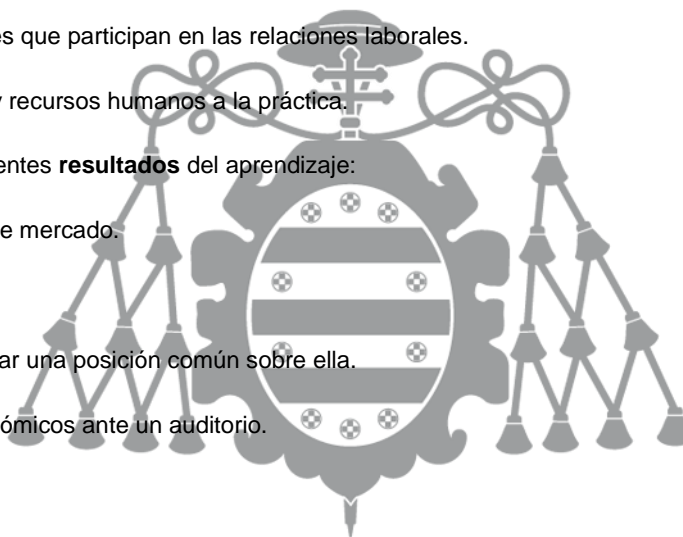 es que participan en las relaciones laborales.
y recursos humanos a la práctica.
entes resultados del aprendizaje:
e mercado.
ar una posición común sobre ella.
ómicos ante un auditorio.